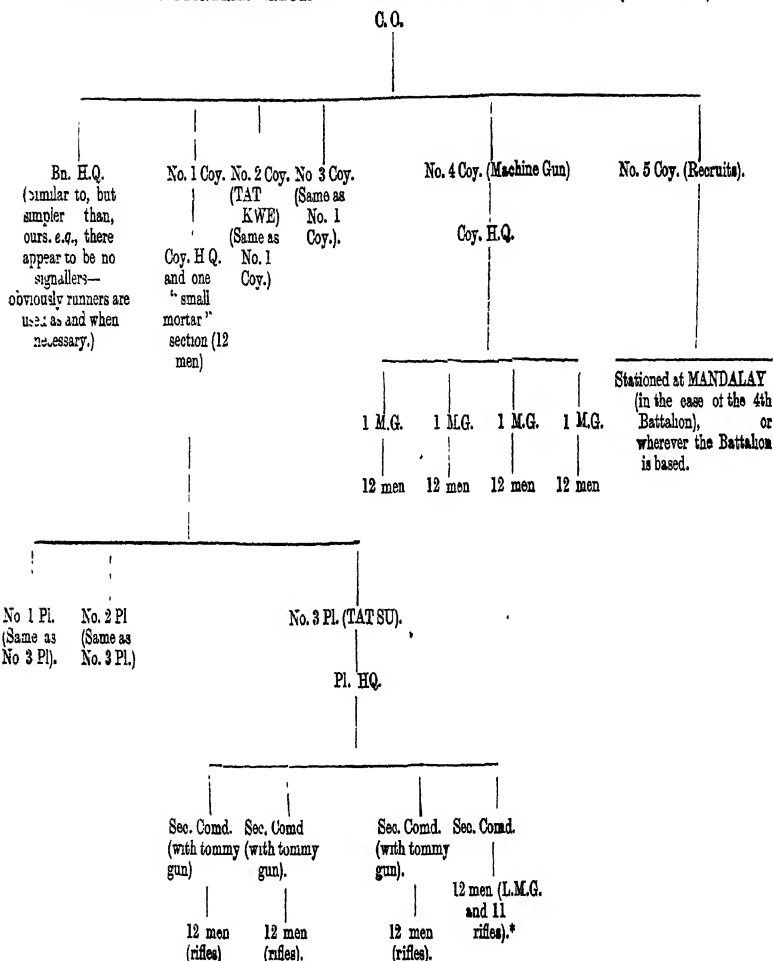 C. O.
Bn. H.Q.
(similar to, but
simpler than,
ours. e.g., there
appear to be no
signallers—
obviously runners are
used as and when
necessary.)
No. 1 Coy.
Coy. H Q.
and one
"small
mortar"
section (12
men)
No. 2 Coy.
(TAT
KWE)
(Same as
No. 1
Coy.)
No 3 Coy.
(Same as
No. 1
Coy.).
No. 4 Coy. (Machine Gun)
Coy. H.Q.
1 M.G. 1 M.G. 1 M.G. 1 M.G.
12 men 12 men 12 men 12 men
No. 5 Coy. (Recruits).
Stationed at MANDALAY
(in the case of the 4th
Battalion), or
wherever the Battalion
is based.
No 1 Pl.
(Same as
No 3 Pl).
No. 2 Pl
(Same as
No. 3 Pl.)
No. 3 Pl. (TAT SU).
Pl. HQ.
Sec. Comd.
(with tommy
gun)
12 men
(rifles)
Sec. Comd
(with tommy
gun).
12 men
(rifles).
Sec. Comd.
(with tommy
gun).
12 men
(rifles).
Sec. Comd.
12 men (L.M.G.
and 11
rifles).*